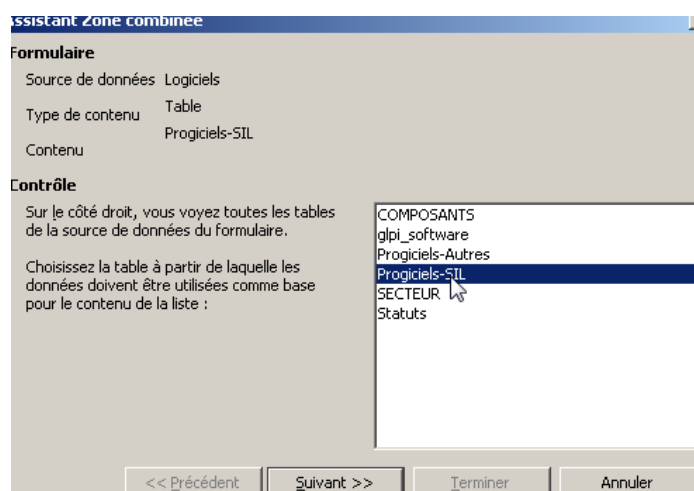 Assistant Zone combinée
Formulaire
Source de données Logiciels
Type de contenu Table
Contenu Progiciels-SIL
Contrôle
Sur le côté droit, vous voyez toutes les tables
de la source de données du formulaire.
Choisissez la table à partir de laquelle les
données doivent être utilisées comme base
pour le contenu de la liste :
COMPOSANTS
glpi_software
Progiciels-Autres
Progiciels-SIL
SECTEUR
Statuts
<< Précédent Suivant >> Terminer Annuler